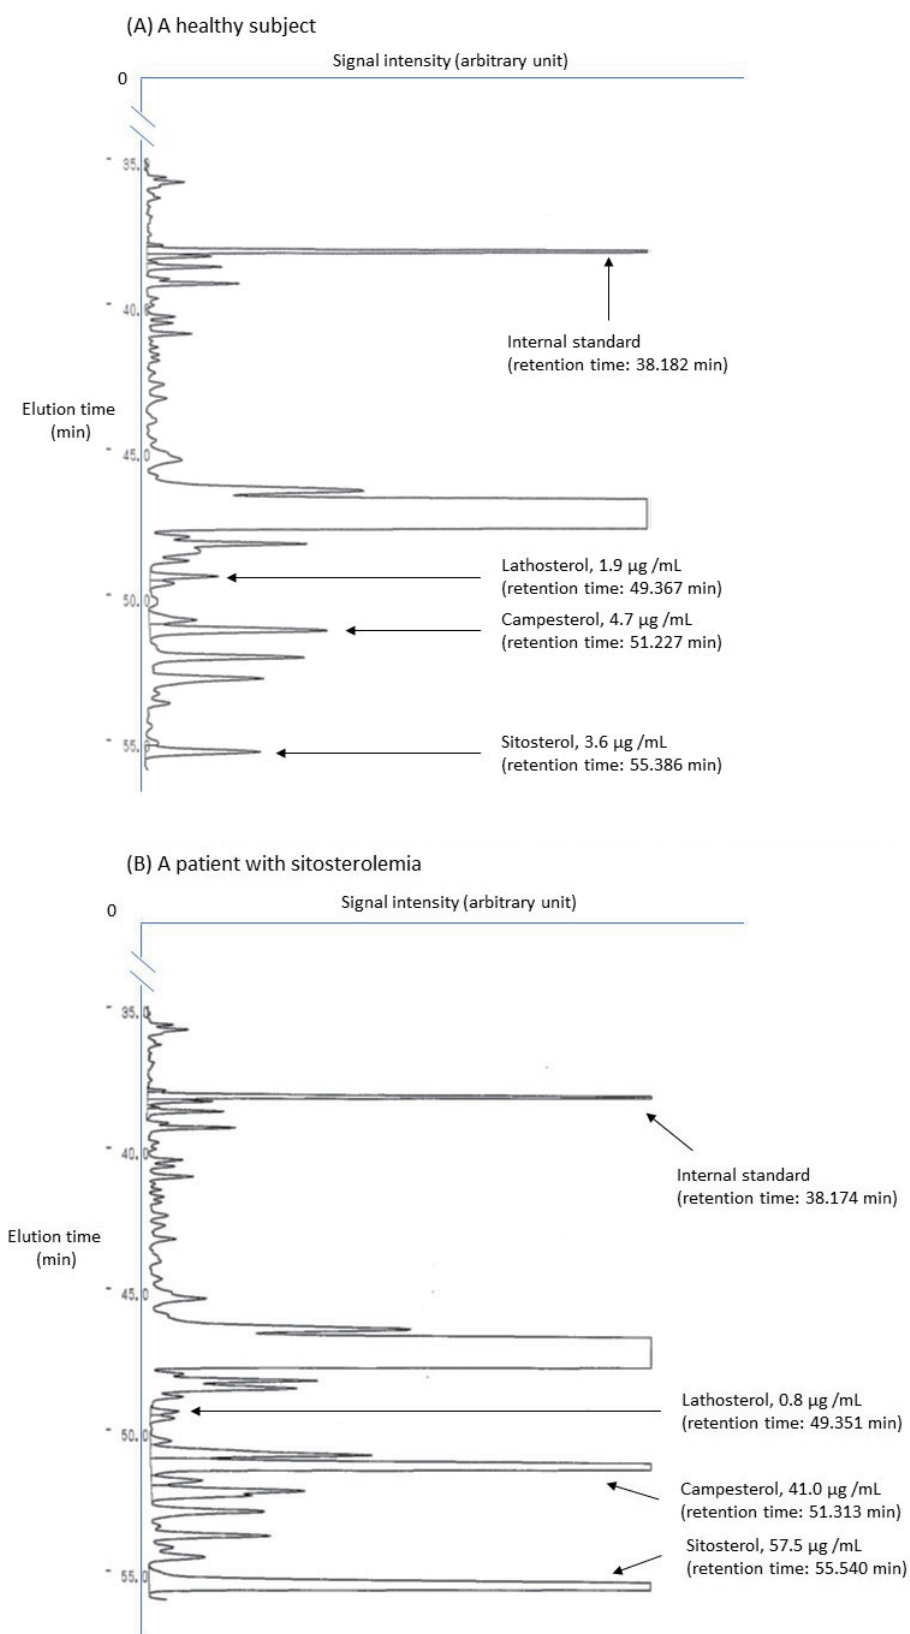 (A) A healthy subject
Signal intensity (arbitrary unit)
0
35.
40.
Internal standard
(retention time: 38.182 min)
Elution time
(min)
45.0
Lathosterol, 1.9 µg /mL
(retention time: 49.367 min)
50.0
Campesterol, 4.7 µg /mL
(retention time: 51.227 min)
Sitosterol, 3.6 µg /mL
55.
(retention time: 55.386 min)
(B) A patient with sitosterolemia
Signal intensity (arbitrary unit)
0
35.0
40.0
Internal standard
(retention time: 38.174 min)
Elution time
(min)
45.0
Lathosterol, 0.8 µg /mL
(retention time: 49.351 min)
50.0
Campesterol, 41.0 µg /mL
(retention time: 51.313 min)
Sitosterol, 57.5 µg /mL
(retention time: 55.540 min)
55.0